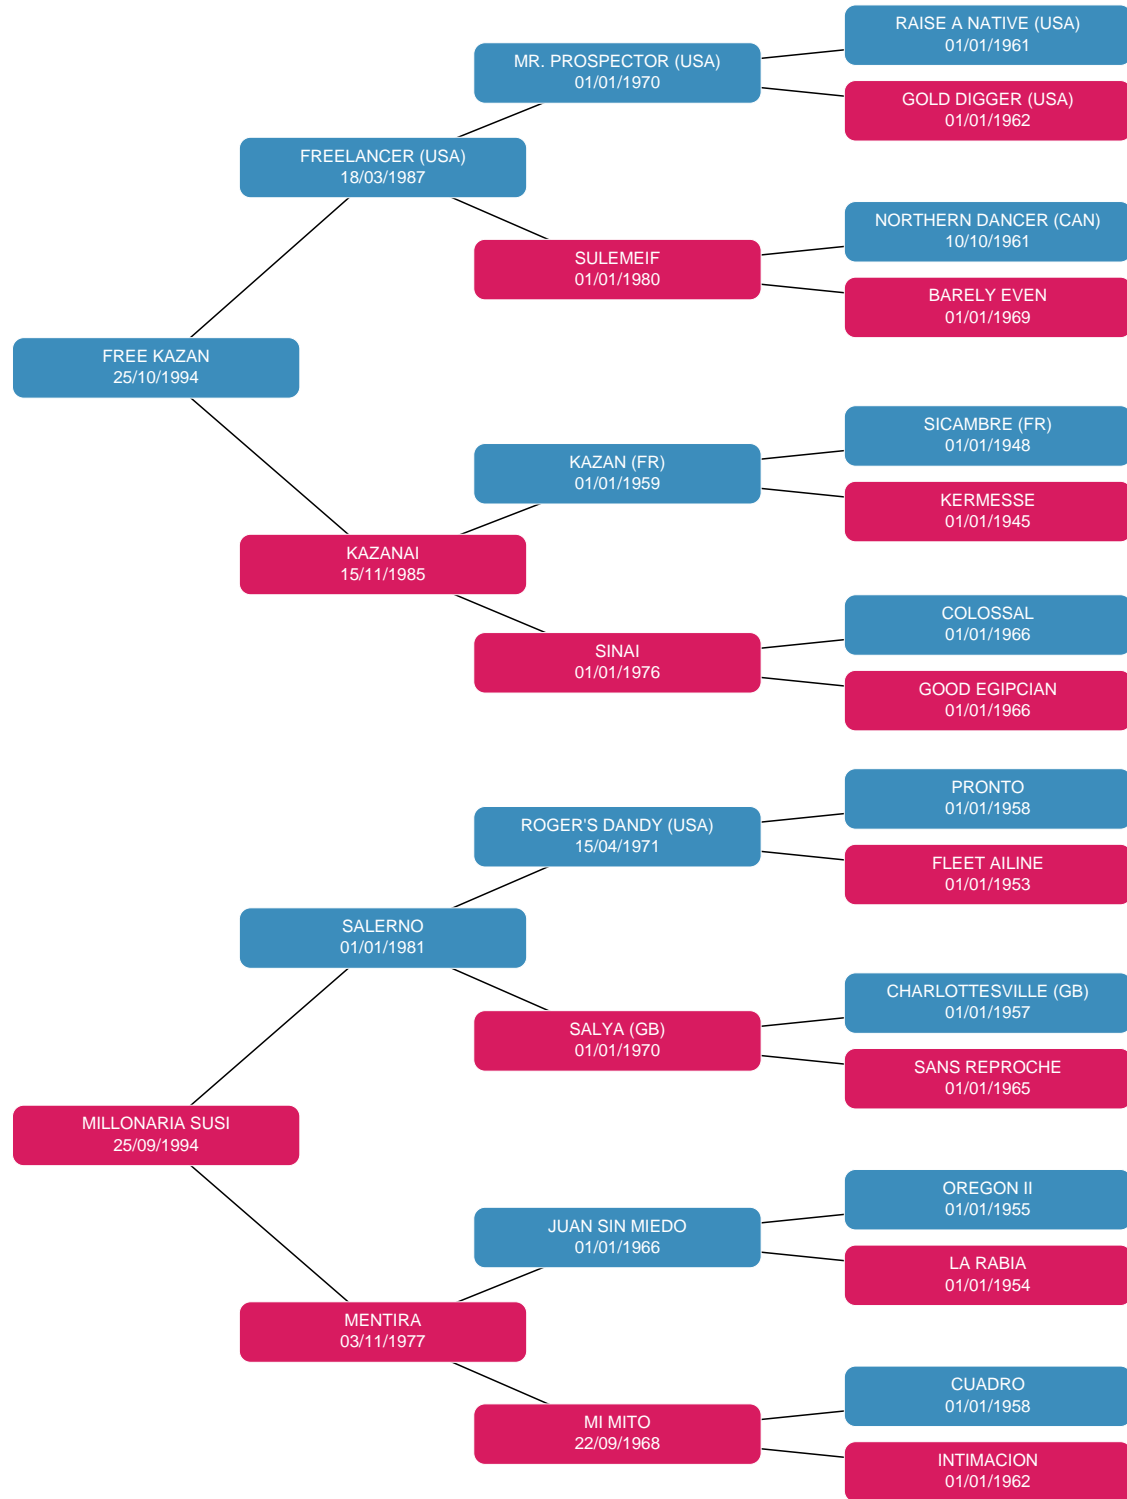 RAISE A NATIVE (USA)
01/01/1961
MR. PROSPECTOR (USA)
01/01/1970
GOLD DIGGER (USA)
01/01/1962
FREELANCER (USA)
18/03/1987
NORTHERN DANCER (CAN)
10/10/1961
SULEMEIF
01/01/1980
BARELY EVEN
01/01/1969
FREE KAZAN
25/10/1994
SICAMBRE (FR)
01/01/1948
KAZAN (FR)
01/01/1959
KERMESSE
01/01/1945
KAZANAI
15/11/1985
COLOSSAL
01/01/1966
SINAI
01/01/1976
GOOD EGIPCIAN
01/01/1966
PRONTO
01/01/1958
ROGER'S DANDY (USA)
15/04/1971
FLEET AILINE
01/01/1953
SALERNO
01/01/1981
CHARLOTTESVILLE (GB)
01/01/1957
SALYA (GB)
01/01/1970
SANS REPROCHE
01/01/1965
MILLONARIA SUSI
25/09/1994
OREGON II
01/01/1955
JUAN SIN MIEDO
01/01/1966
LA RABIA
01/01/1954
MENTIRA
03/11/1977
CUADRO
01/01/1958
MI MITO
22/09/1968
INTIMACION
01/01/1962